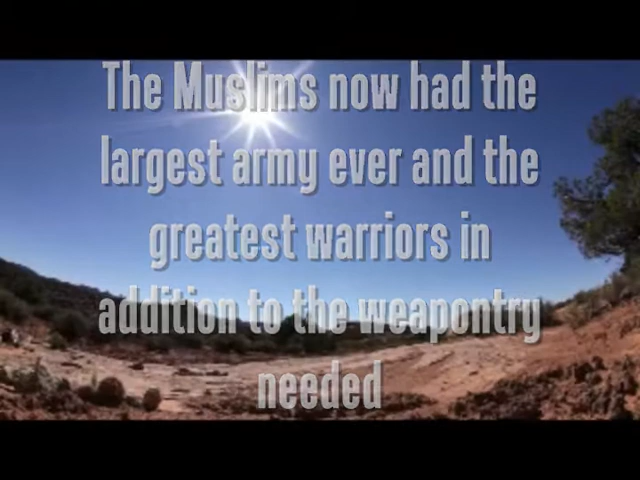 The Muslims now had the
largest army ever and the
greatest warriors in
addition to the weapontry
needed